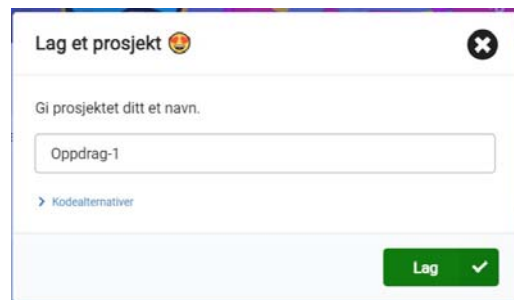 Lag et prosjekt 🤩
Gi prosjektet ditt et navn.
Oppdrag-1
Kodealternativer
Lag